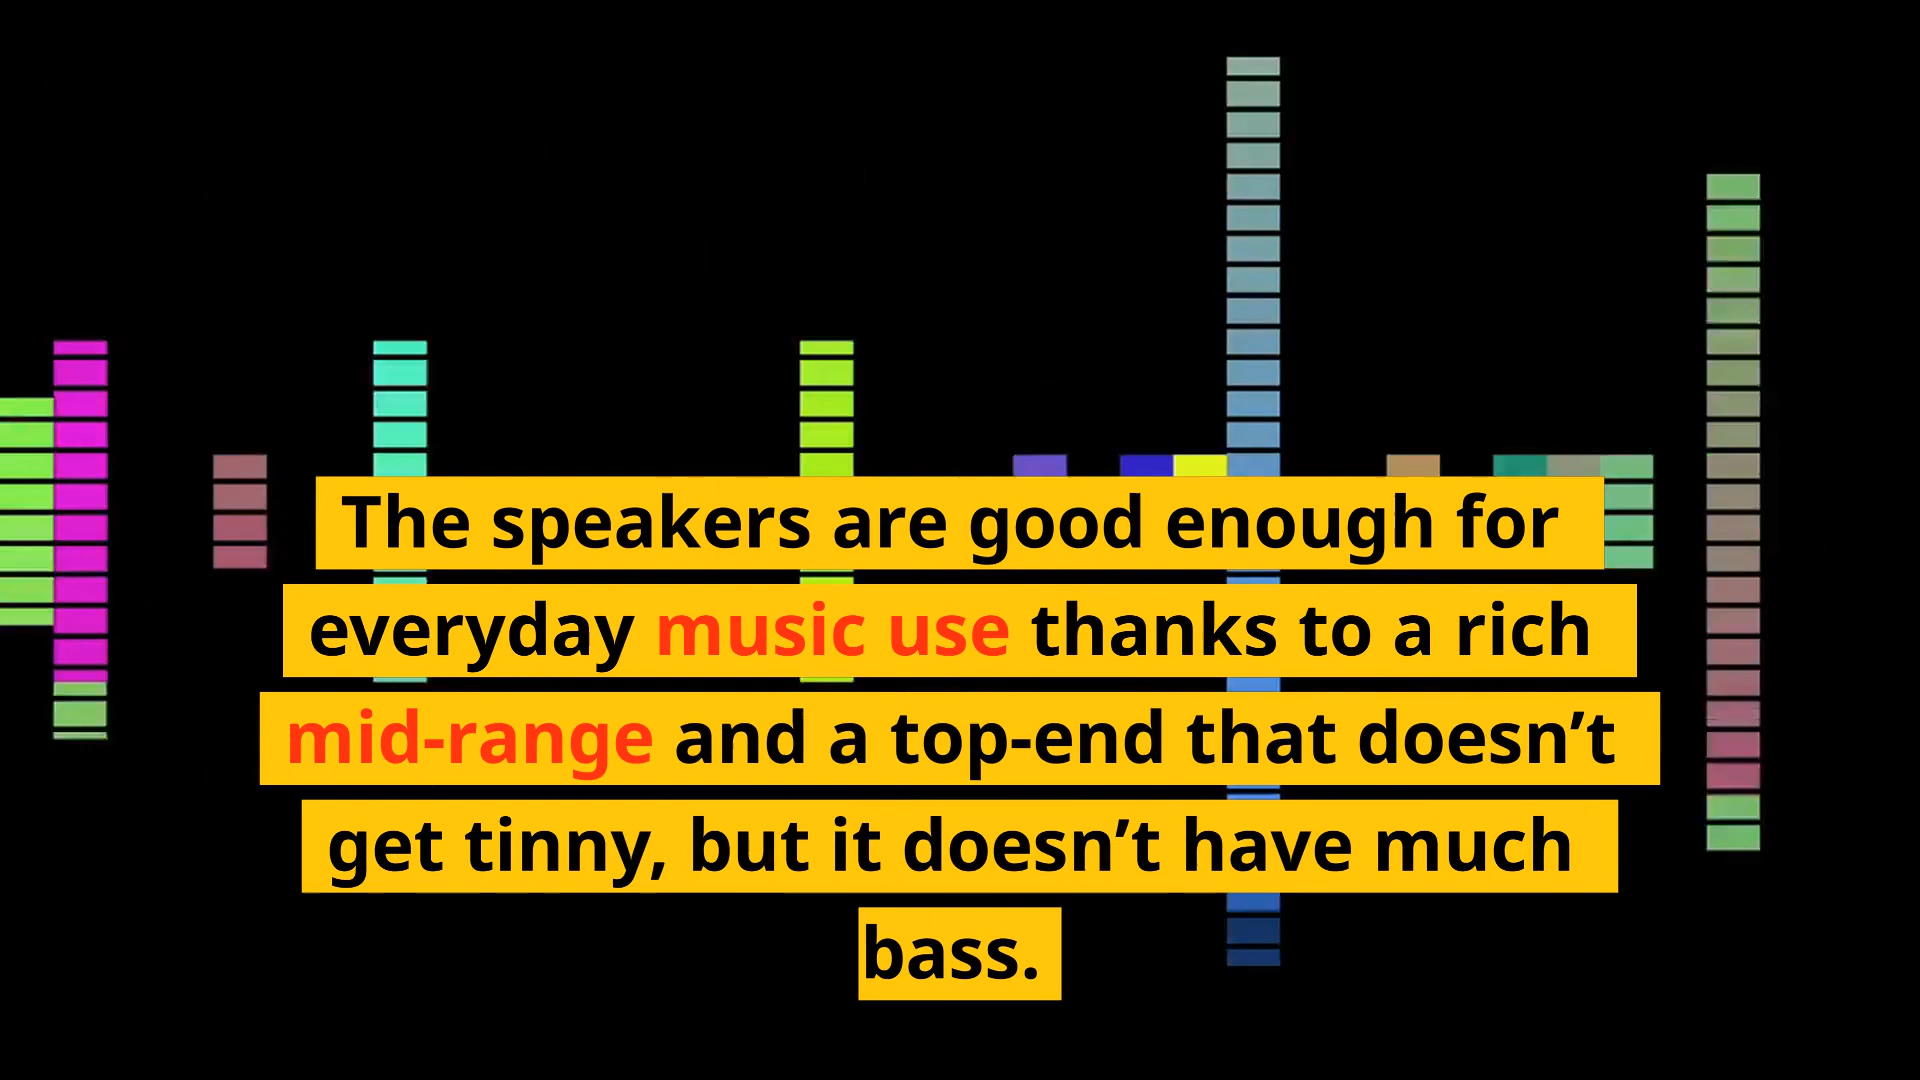 The speakers are good enough for
everyday music use thanks to a rich
mid-range and a top-end that doesn’t
get tinny, but it doesn’t have much
bass.